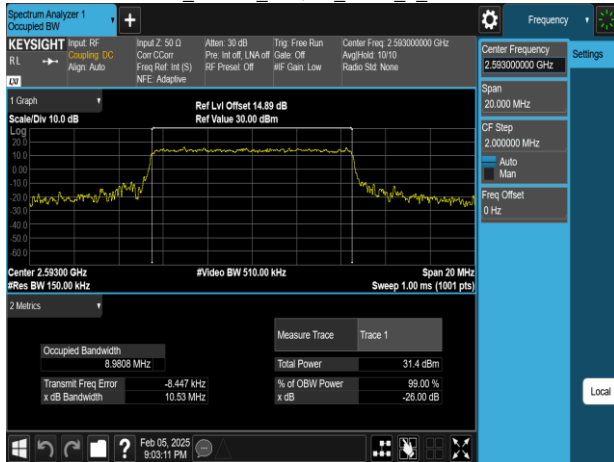 Spectrum Analyzer 1
Occupied BW
Frequency
KEYSIGHT
RL
LXI
Input: RF
Coupling: DC
Align: Auto
Input Z: 50 Ω
Corr CCorr
Freq Ref: Int (S)
NFE: Adaptive
Atten: 30 dB
Pre: Int off, LNA off
RF Preset: Off
Trig: Free Run
Gate: Off
#IF Gain: Low
Center Freq: 2.593000000 GHz
Avg|Hold: 10/10
Radio Std: None
Center Frequency
2.593000000 GHz
Settings
Span
20.000 MHz
CF Step
2.000000 MHz
Auto
Man
Freq Offset
0 Hz
Local
1 Graph
Scale/Div 10.0 dB
Ref Lvl Offset 14.89 dB
Ref Value 30.00 dBm
Log
20.0
10.0
0.00
-10.0
-20.0
-30.0
-40.0
-50.0
-60.0
Center 2.59300 GHz
#Video BW 510.00 kHz
Span 20 MHz
#Res BW 150.00 kHz
Sweep 1.00 ms (1001 pts)
2 Metrics
Measure Trace Trace 1
Occupied Bandwidth
8.9808 MHz
Total Power 31.4 dBm
Transmit Freq Error -8.447 kHz
% of OBW Power 99.00 %
x dB Bandwidth 10.53 MHz
x dB -26.00 dB
?
Feb 05, 2025
9:03:11 PM